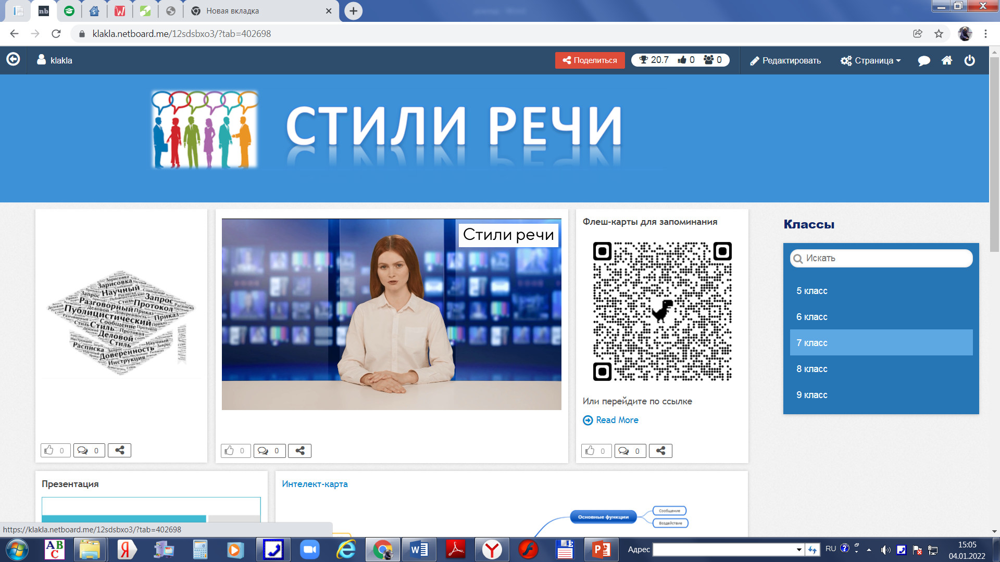 Новая вкладка
klakla.netboard.me/12sdsbxo3/?tab=402698
klakla
Поделиться
20.7
0
0
Редактировать
Страница
СТИЛИ РЕЧИ
Зарисовка
Научный
Запрос
Протокол
Разговорный
Приказ
Публицистический
Приказ
Сообщение
Стиль
Протокол
Деловой
Стиль
Расписка
Доверенность
Инструкция
0
0
Стили речи
0
0
Флеш-карты для запоминания
Или перейдите по ссылке
Read More
0
0
Классы
Искать
5 класс
6 класс
7 класс
8 класс
9 класс
Презентация
Интелект-карта
Основные функции
Сообщение
Воздействие
https://klakla.netboard.me/12sdsbxo3/?tab=402698
Адрес
RU
15:05
04.01.2022